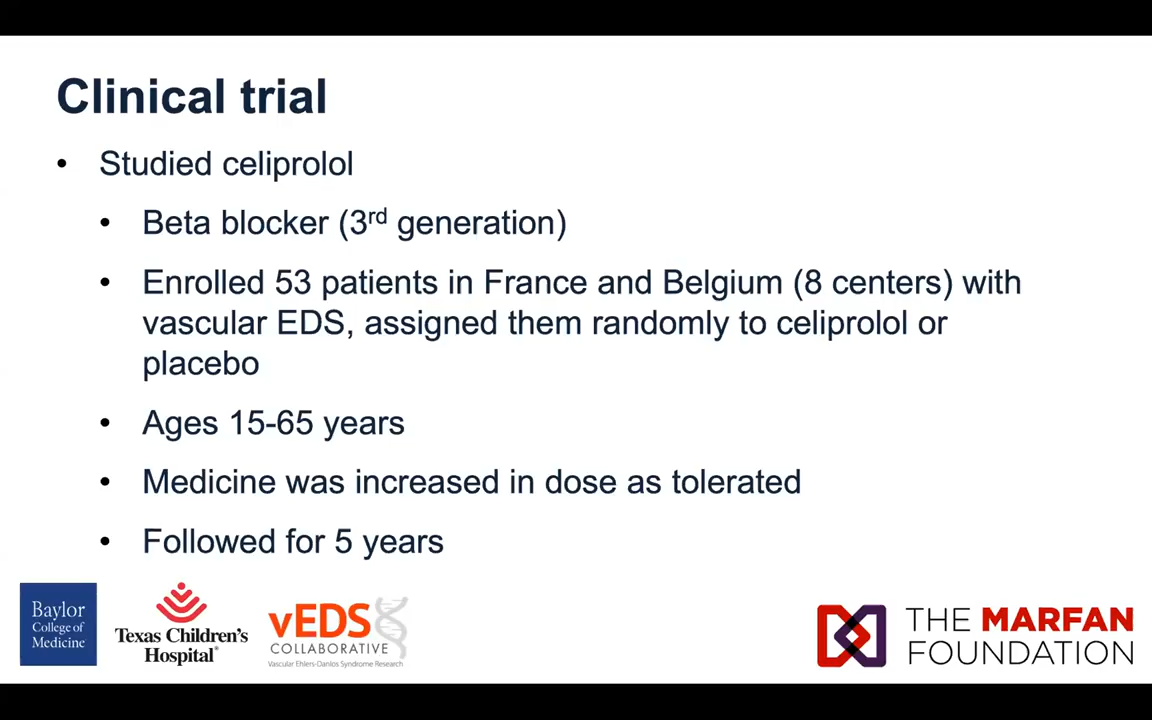 Clinical trial
• Studied celiprolol
• Beta blocker (3rd generation)
• Enrolled 53 patients in France and Belgium (8 centers) with
vascular EDS, assigned them randomly to celiprolol or
placebo
• Ages 15-65 years
• Medicine was increased in dose as tolerated
• Followed for 5 years
Baylor
College of
Medicine
Texas Children's
Hospital®
vEDS
COLLABORATIVE
Vascular Ehlers-Danlos Syndrome Research
THE MARFAN
FOUNDATION